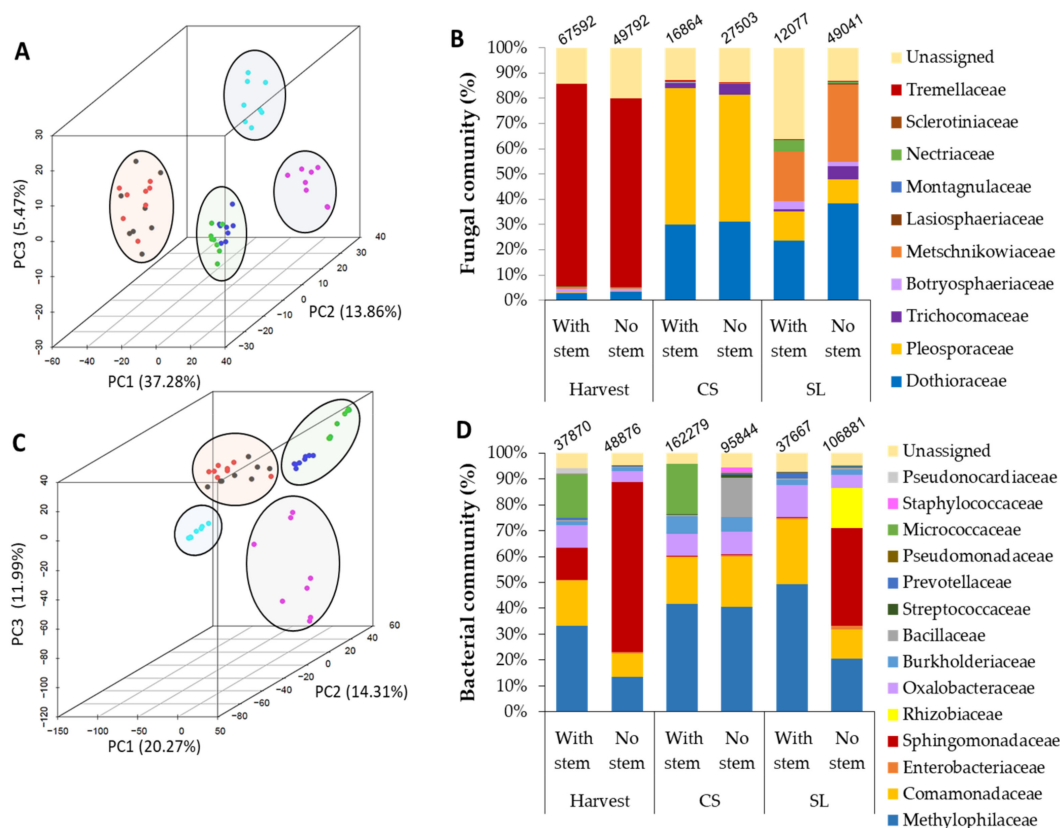 A
PC3 (5.47%)
30
20
10
0
−10
−20
−30
−60
−40
−20
0
20
40
−30
−20
−10
0
10
20
30
40
PC1 (37.28%)
PC2 (13.86%)
B
Fungal comunity (%)
67592
49792
16864
27503
12077
49041
100%
90%
80%
70%
60%
50%
40%
30%
20%
10%
0%
With stem
No stem
With stem
No stem
With stem
No stem
Harvest
CS
SL
Unassigned
Tremellaceae
Sclerotiniaceae
Nectriaceae
Montagnulaceae
Lasiosphaeriaceae
Metschnikowiaceae
Botryosphaeriaceae
Trichocomaceae
Pleosporaceae
Dothioraceae
C
PC3 (11.99%)
40
20
0
−20
−40
−60
−80
−100
−120
−150
−100
−50
0
50
−80
−60
−40
−20
0
20
40
60
PC1 (20.27%)
PC2 (14.31%)
D
Bacterial community (%)
37870
48876
162279
95844
37667
106881
100%
90%
80%
70%
60%
50%
40%
30%
20%
10%
0%
With stem
No stem
With stem
No stem
With stem
No stem
Harvest
CS
SL
Unassigned
Pseudonocardiaceae
Staphylococcaceae
Micrococcaceae
Pseudomonadaceae
Prevotellaceae
Streptococcaceae
Bacillaceae
Burkholderiaceae
Oxalobacteraceae
Rhizobiaceae
Sphingomonadaceae
Enterobacteriaceae
Comamonadaceae
Methylophilaceae